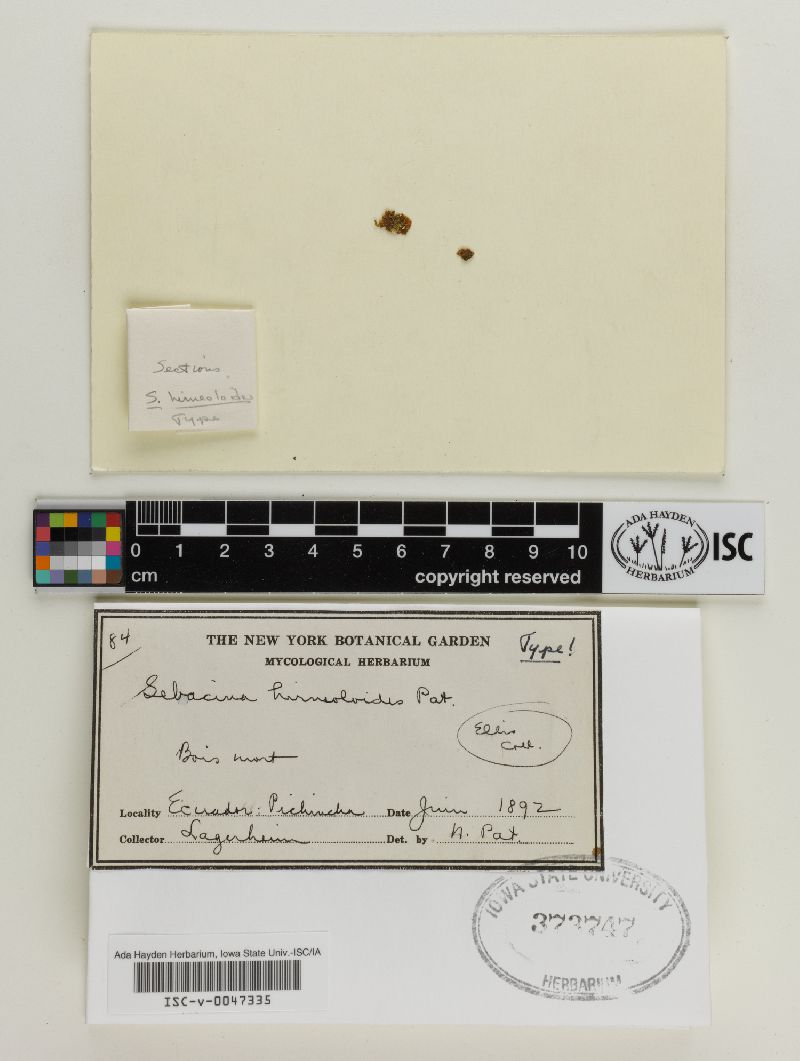 Sections.
S. hirneoloides
Type
0 1 2 3 4 5 6 7 8 9 10
cm copyright reserved
ADA HAYDEN
HERBARIUM
ISC
84
THE NEW YORK BOTANICAL GARDEN
MYCOLOGICAL HERBARIUM
Type!
Sebacina hirneoloides Pat.
Ellis
Coll.
Bois mort
Locality Ecuador: Pichincha Date Juin 1892
Collector Lagerheim Det. by N. Pat.
IOWA STATE UNIVERSITY
373747
HERBARIUM
Ada Hayden Herbarium, Iowa State Univ.-ISC/IA
ISC-v-0047335